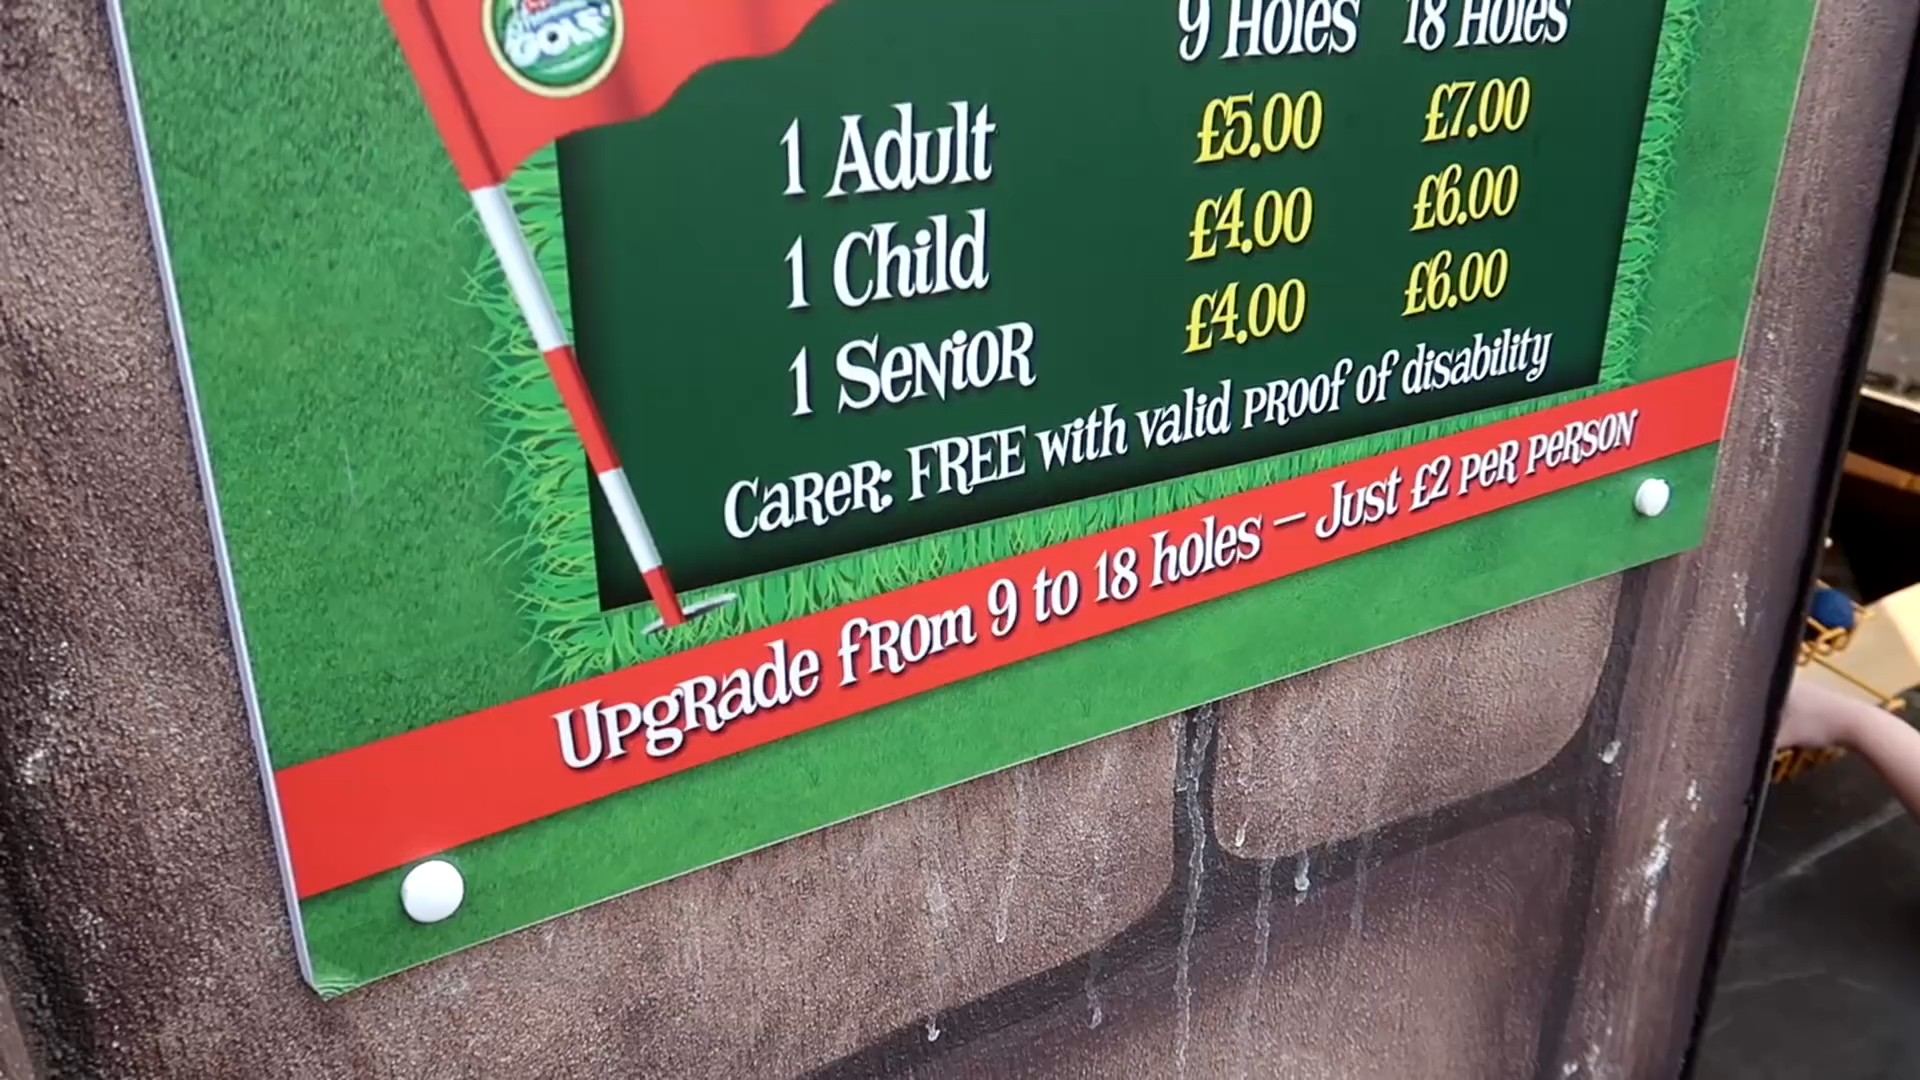 GOLF
9 Holes 18 Holes
1 Adult £5.00 £7.00
1 Child £4.00 £6.00
1 Senior £4.00 £6.00
Carer: FREE with valid proof of disability
Upgrade from 9 to 18 holes – Just £2 per person